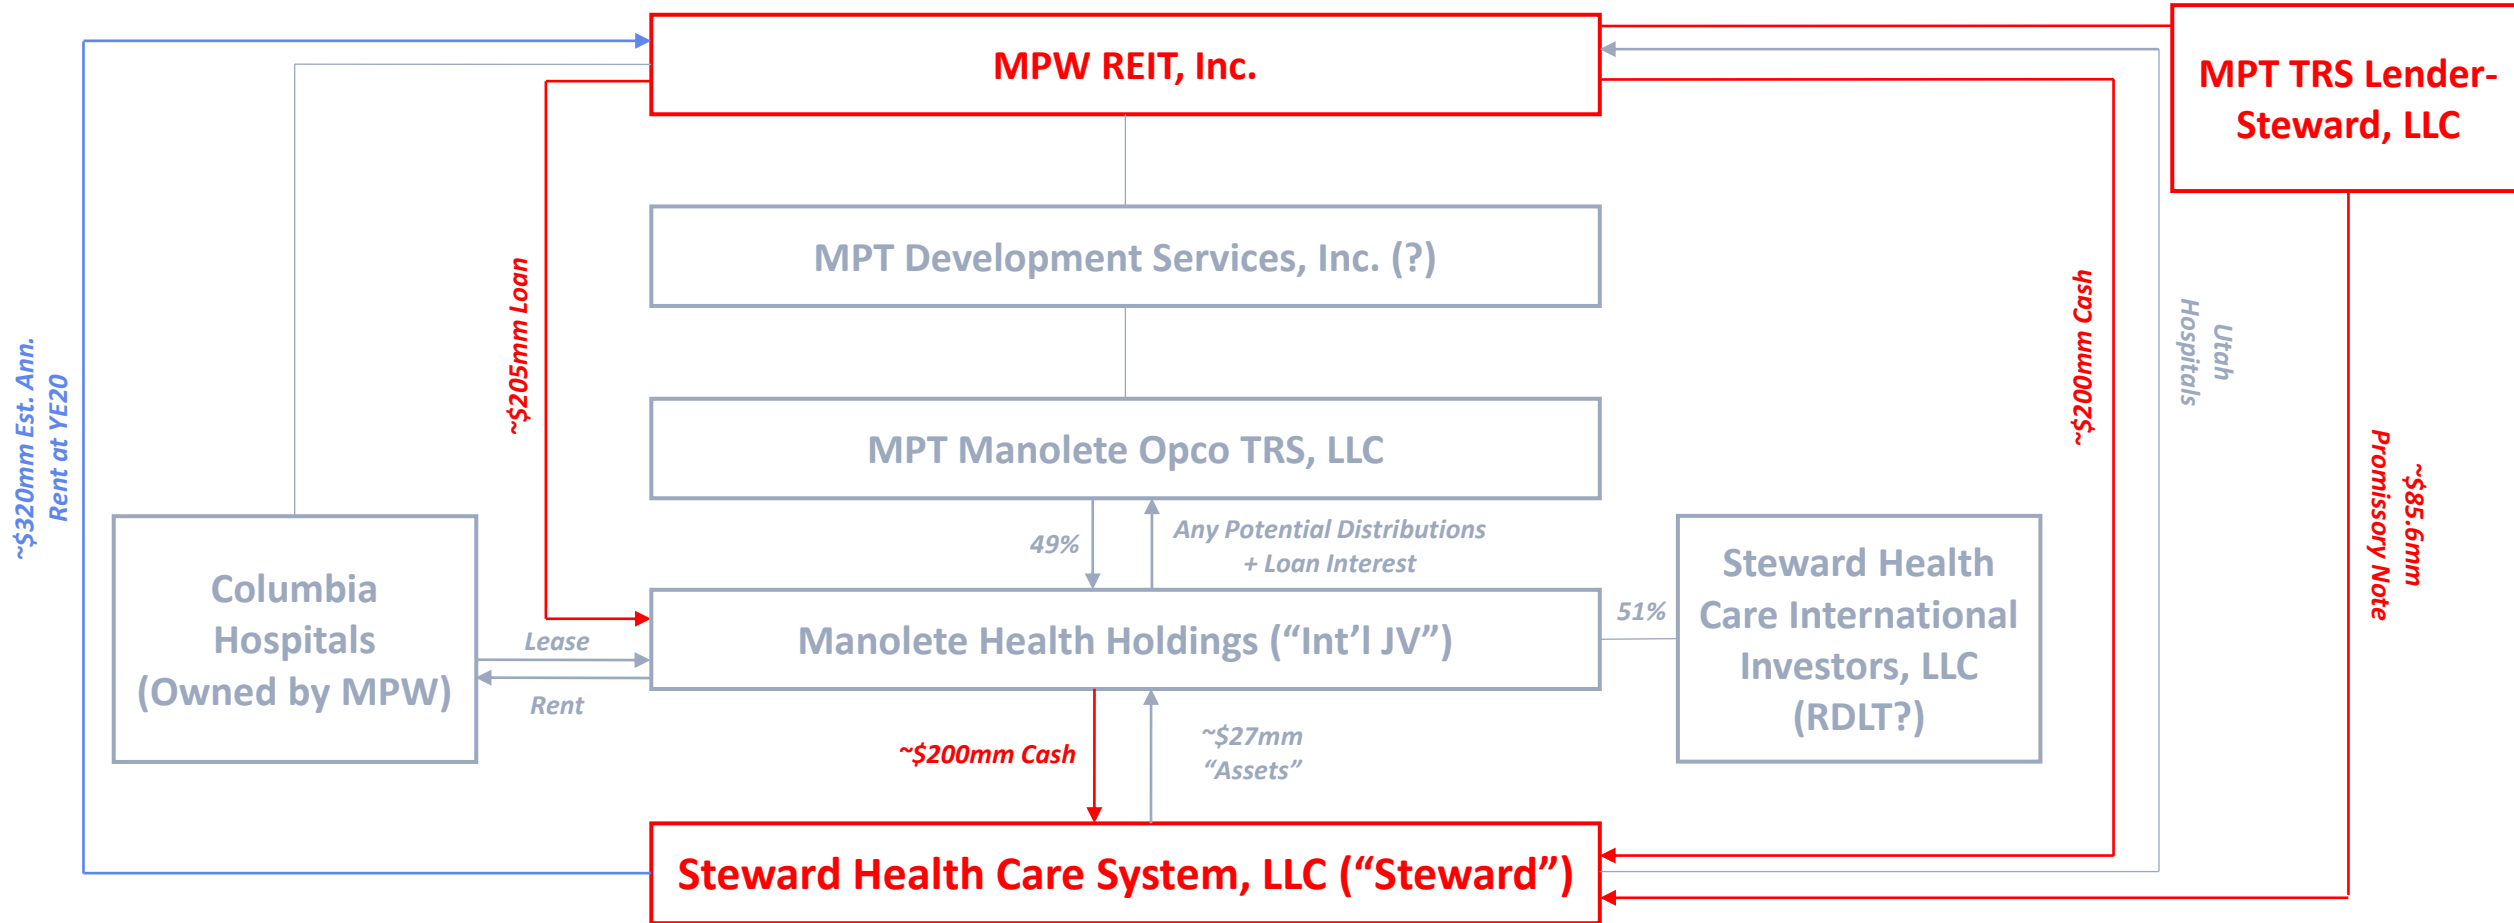 MPW REIT, Inc.
MPT TRS Lender-
Steward, LLC
MPT Development Services, Inc. (?)
~$205mm Loan
~$200mm Cash
Utah
Hospitals
~$320mm Est. Ann.
Rent at YE20
MPT Manolete Opco TRS, LLC
~$85.6mm
Promissory Note
49%
Any Potential Distributions
+ Loan Interest
Columbia
Hospitals
(Owned by MPW)
Lease
Rent
Manolete Health Holdings (“Int’l JV”)
51%
Steward Health
Care International
Investors, LLC
(RDLT?)
~$200mm Cash
~$27mm
“Assets”
Steward Health Care System, LLC (“Steward”)